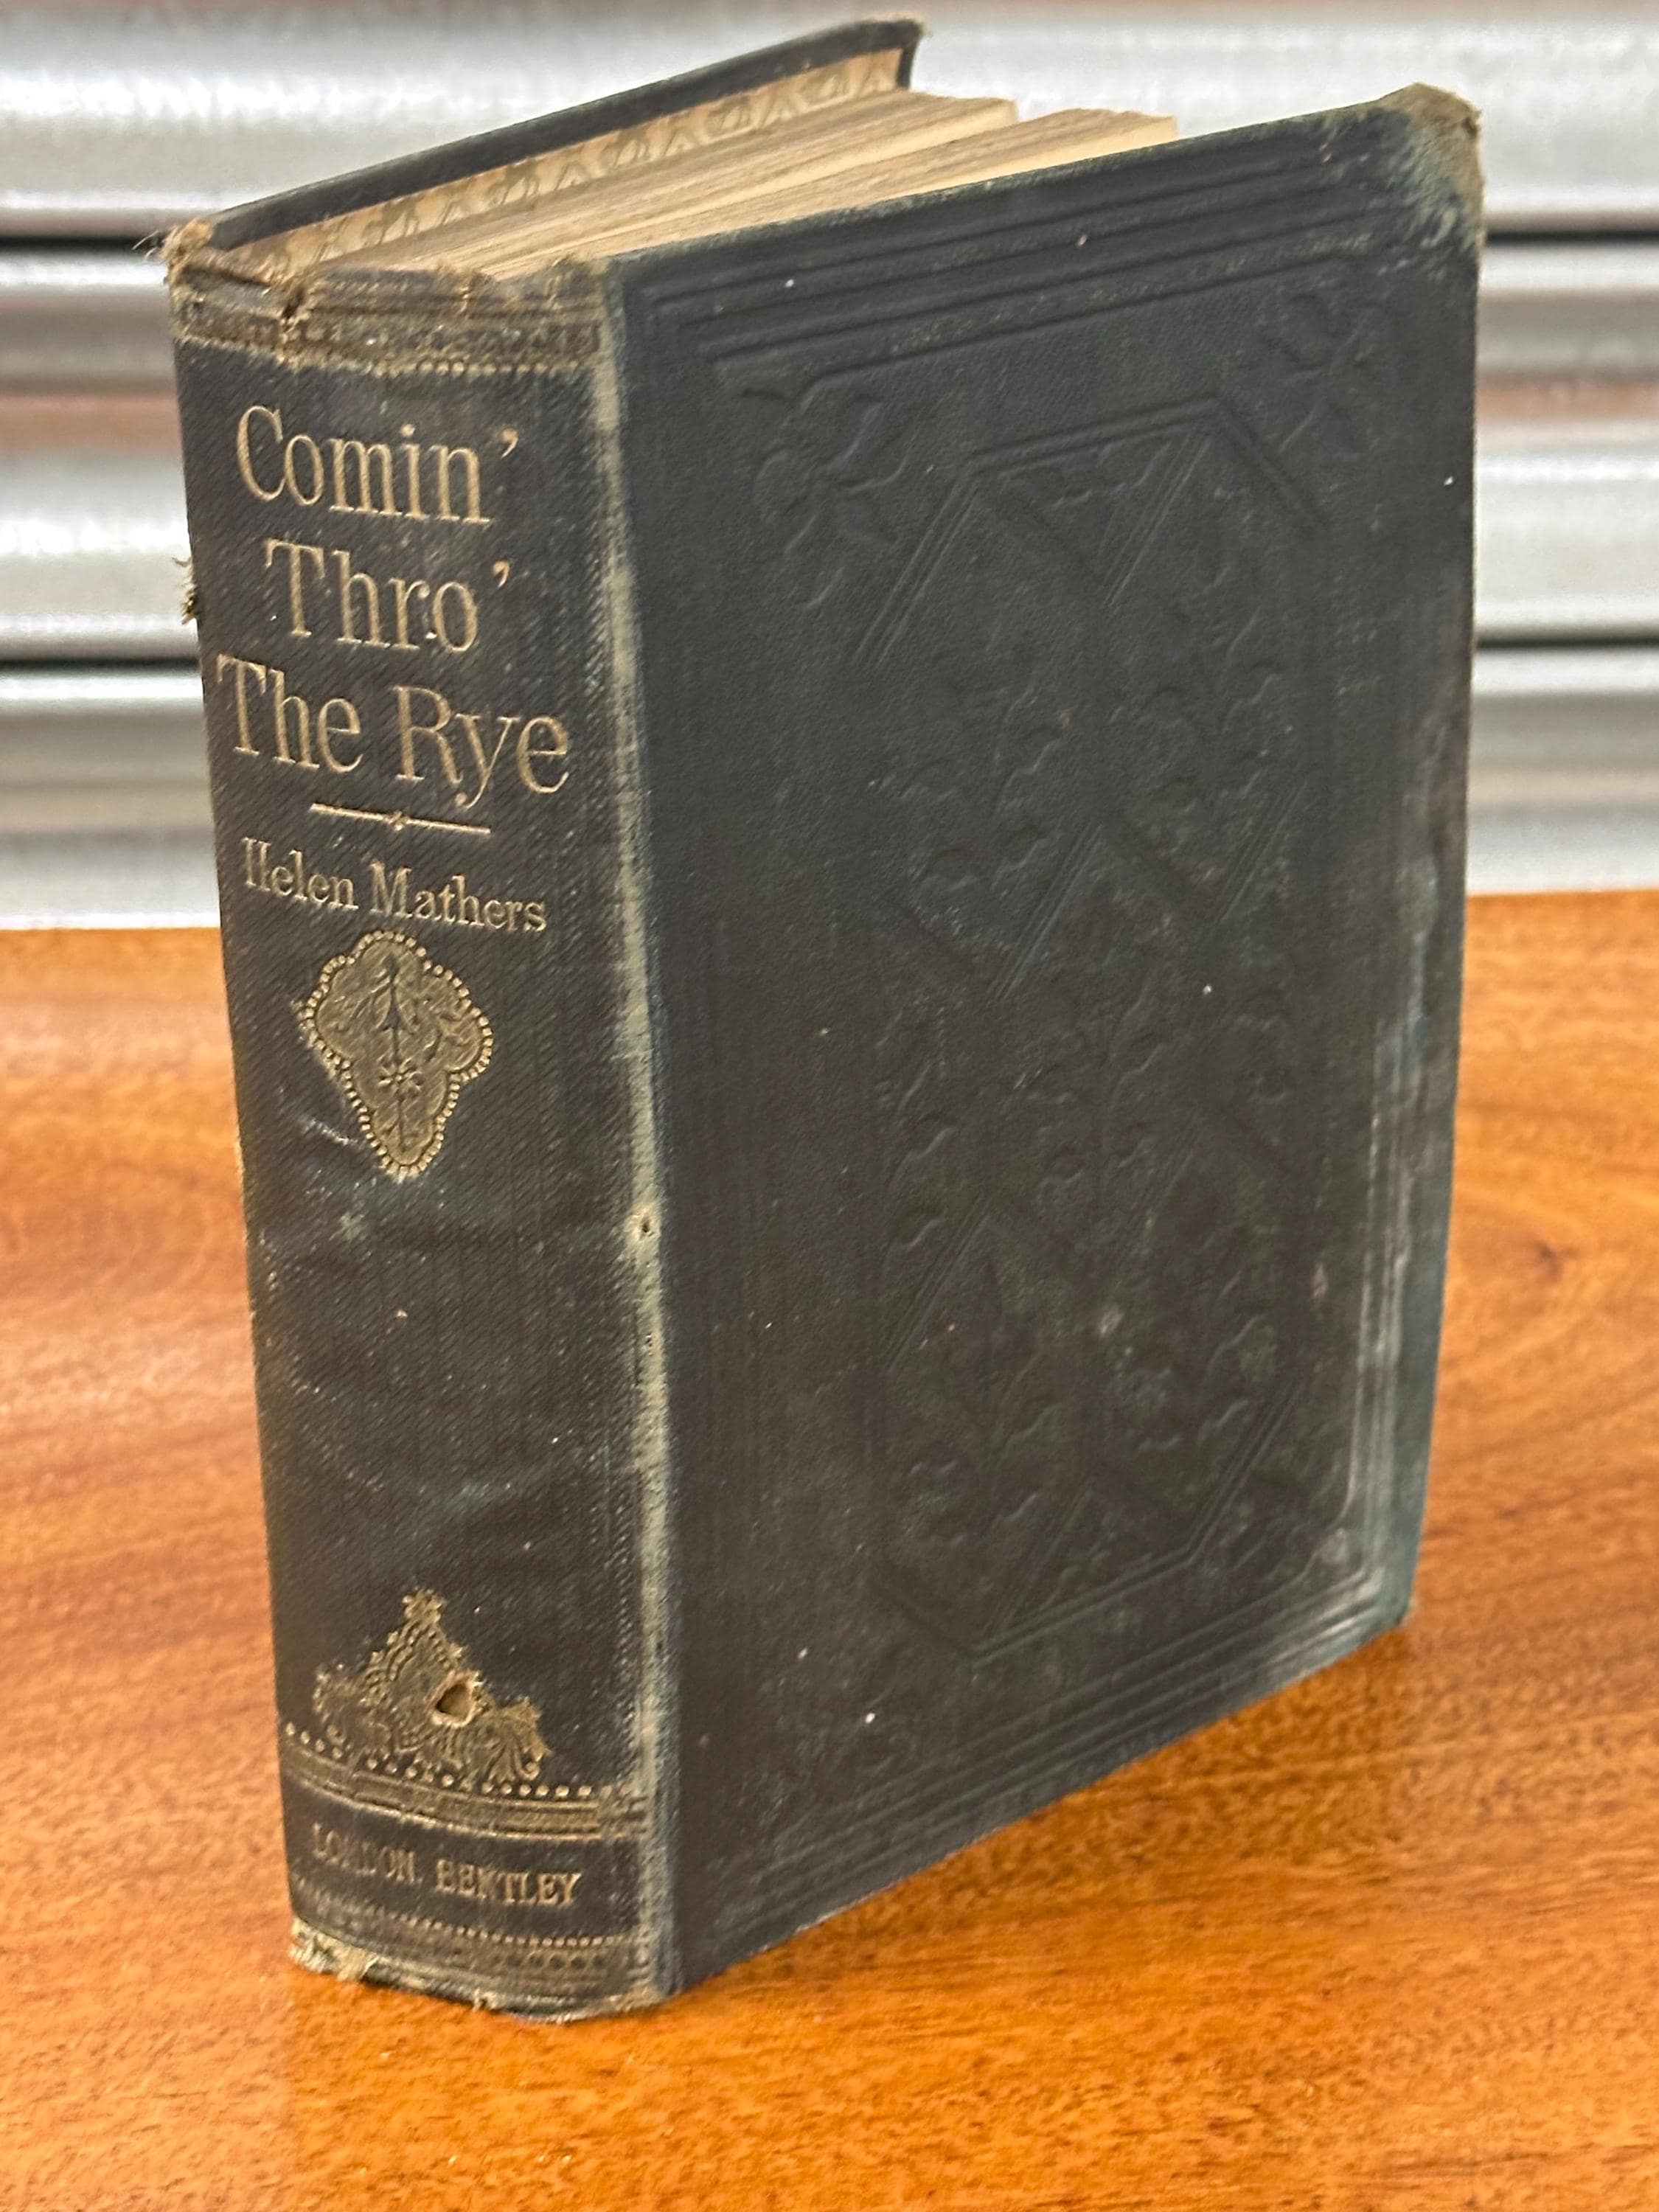 Comin'
Thro'
The Rye
Helen Mathers
LONDON. BENTLEY